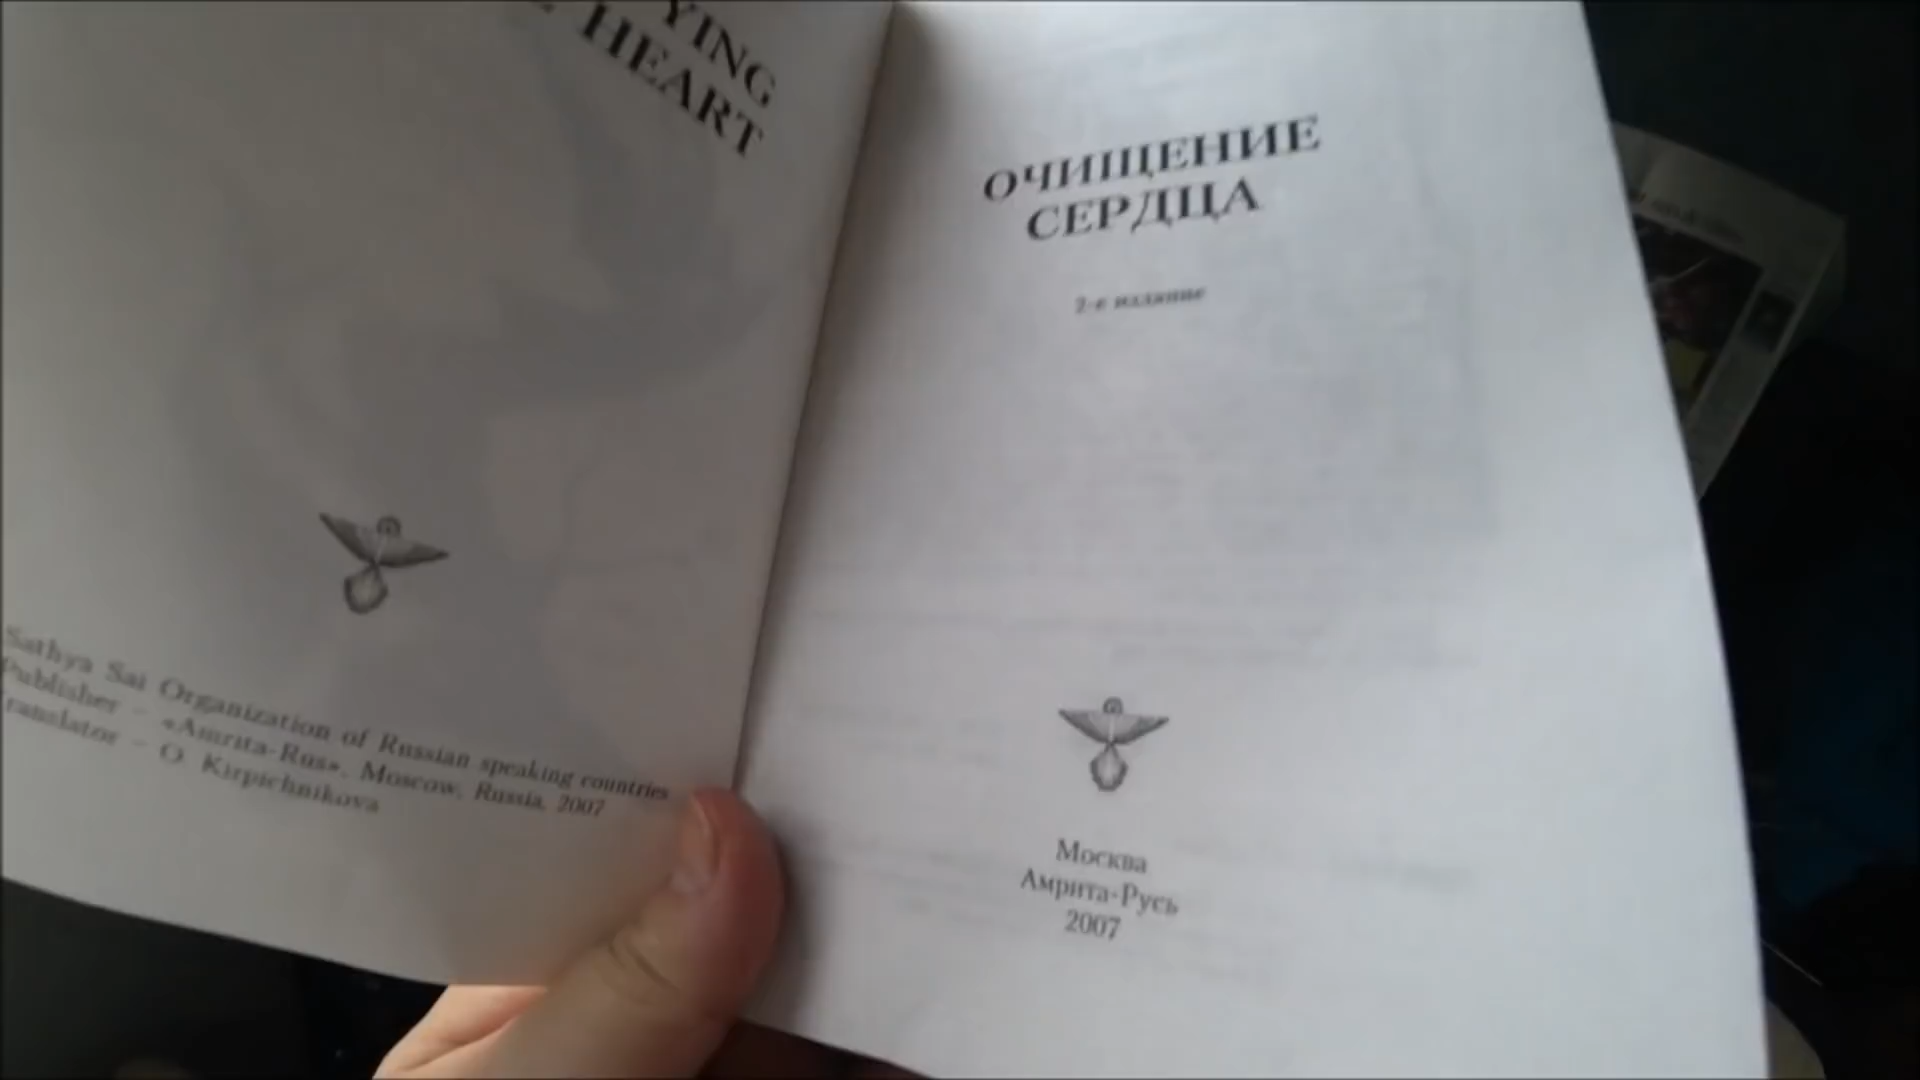 YING
HEART
Sathya Sai Organization of Russian speaking countries
Publisher – «Amrita-Rus», Moscow, Russia, 2007
Translator – O. Kirpichnikova
ОЧИЩЕНИЕ
СЕРДЦА
2-е издание
Москва
Амрита-Русь
2007